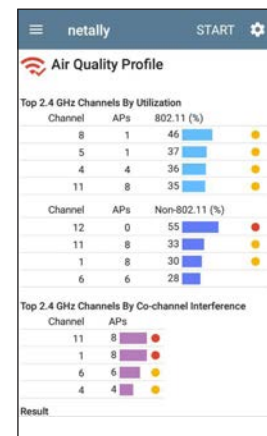 netally START
Air Quality Profile
Top 2.4 GHz Channels By Utilization
Channel APs 802.11 (%)
8 1 46
5 1 37
4 4 36
11 8 35
Channel APs Non-802.11 (%)
12 0 55
11 8 33
1 8 30
6 6 28
Top 2.4 GHz Channels By Co-channel Interference
Channel APs
11 8
1 8
6 6
4 4
Result